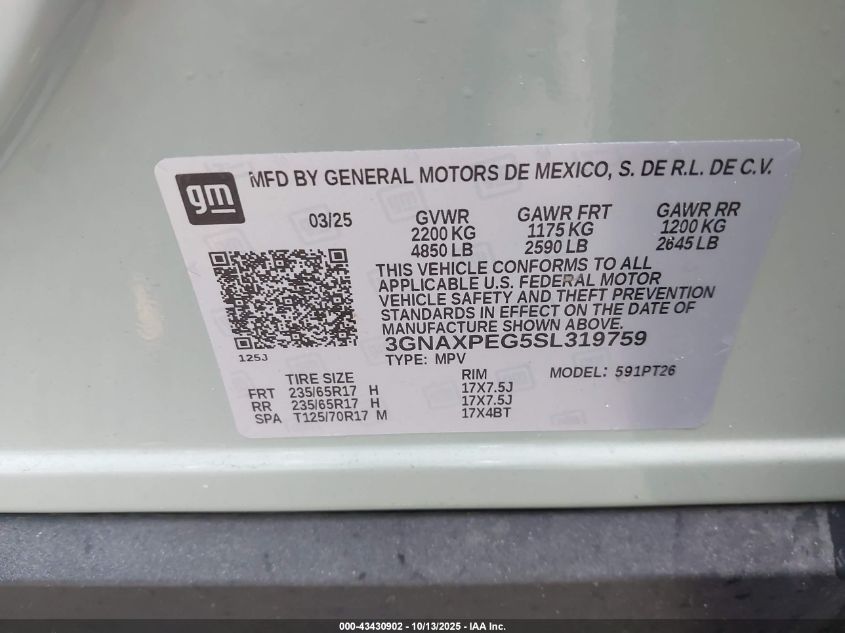 gm MFD BY GENERAL MOTORS DE MEXICO, S. DE R.L. DE C.V.
03/25 GVWR GAWR FRT GAWR RR
2200 KG 1175 KG 1200 KG
4850 LB 2590 LB 2645 LB
THIS VEHICLE CONFORMS TO ALL
APPLICABLE U.S. FEDERAL MOTOR
VEHICLE SAFETY AND THEFT PREVENTION
STANDARDS IN EFFECT ON THE DATE OF
MANUFACTURE SHOWN ABOVE.
3GNAXPEG5SL319759
125J
TYPE: MPV
TIRE SIZE RIM MODEL: 591PT26
FRT 235/65R17 H 17X7.5J
RR 235/65R17 H 17X7.5J
SPA T125/70R17 M 17X4BT
000-43430902 - 10/13/2025 - IAA Inc.